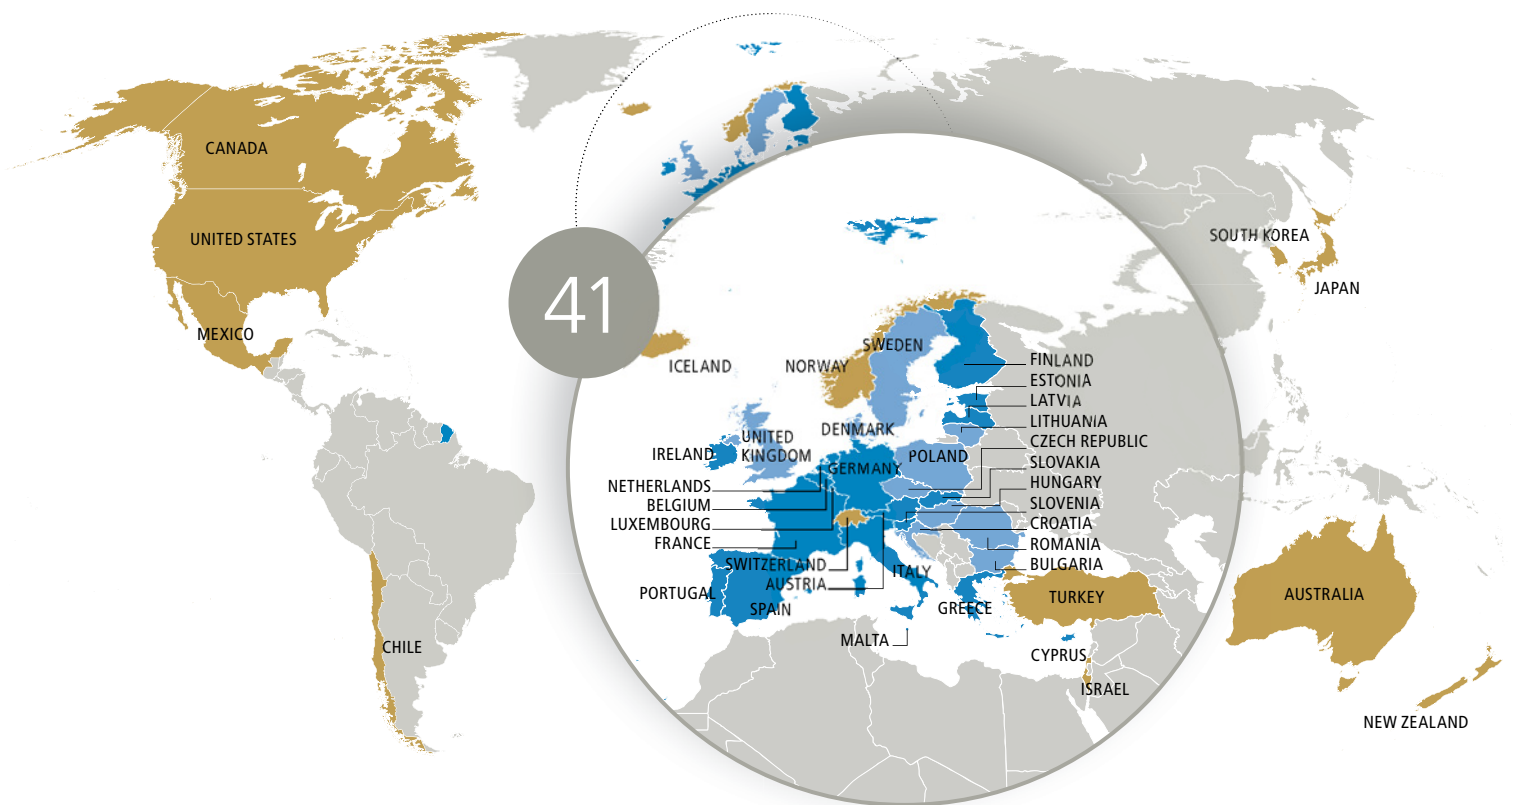 CANADA
UNITED STATES
MEXICO
CHILE
41
ICELAND
NORWAY
SWEDEN
FINLAND
ESTONIA
LATVIA
LITHUANIA
CZECH REPUBLIC
SLOVAKIA
HUNGARY
SLOVENIA
CROATIA
ROMANIA
BULGARIA
DENMARK
UNITED
KINGDOM
IRELAND
POLAND
GERMANY
NETHERLANDS
BELGIUM
LUXEMBOURG
FRANCE
SWITZERLAND
AUSTRIA
ITALY
PORTUGAL
SPAIN
GREECE
MALTA
TURKEY
CYPRUS
ISRAEL
SOUTH KOREA
JAPAN
AUSTRALIA
NEW ZEALAND